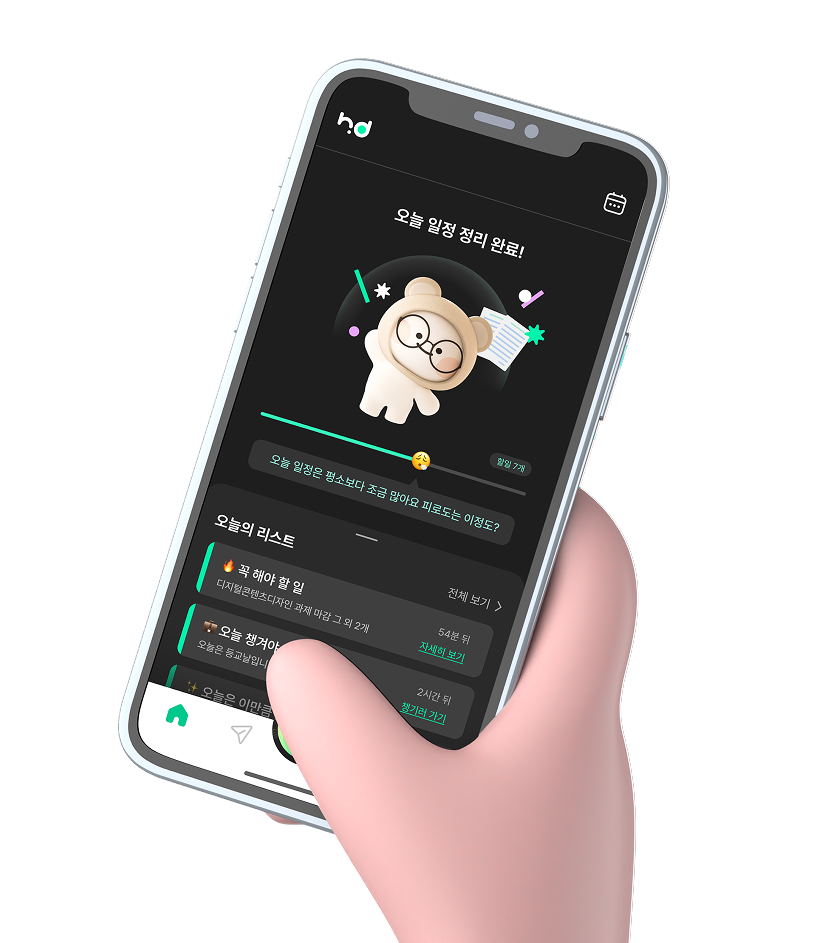 h.d
오늘 일정 정리 완료!
할일 7개
오늘 일정은 평소보다 조금 많아요 피로도는 이정도?
오늘의 리스트
전체 보기
🔥 꼭 해야 할 일
디지털콘텐츠디자인 과제 마감 그 외 2개
54분 뒤
자세히 보기
오늘 챙겨야
오늘은 등교날입니
2시간 뒤
챙기러 가기
✨ 오늘은 이만큼